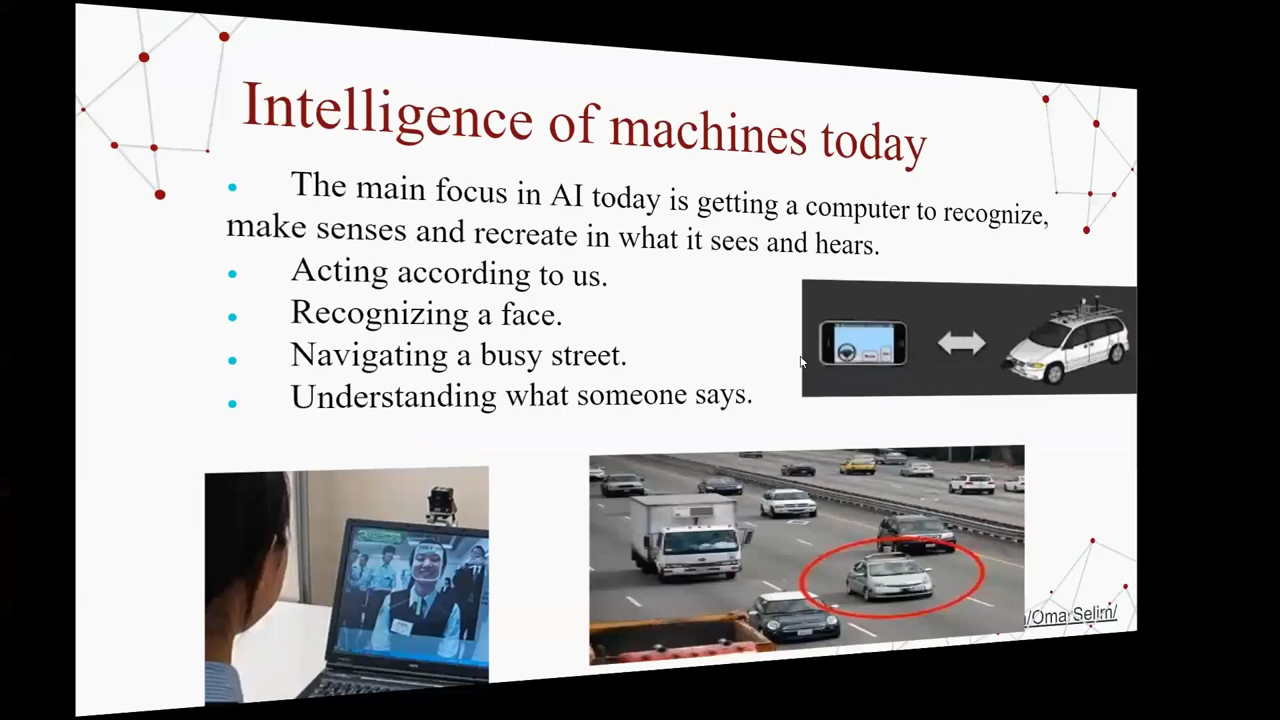 Intelligence of machines today
• The main focus in AI today is getting a computer to recognize,
make senses and recreate in what it sees and hears.
• Acting according to us.
• Recognizing a face.
• Navigating a busy street.
• Understanding what someone says.
/OmarSelim/